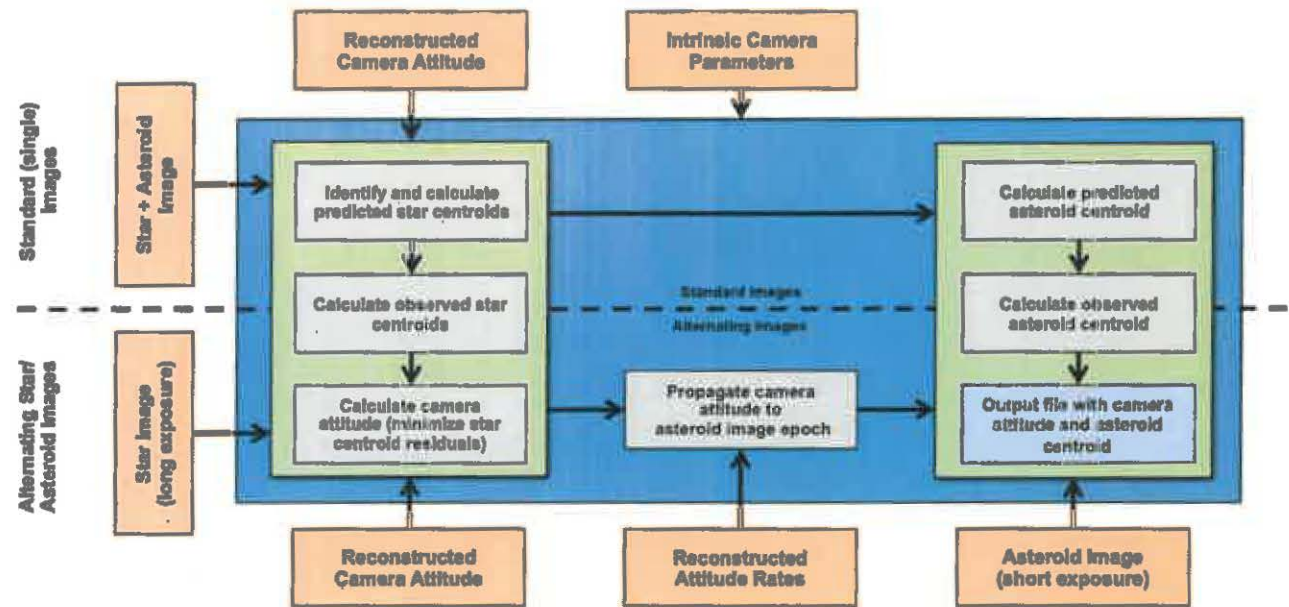 Reconstructed
Camera Attitude
Intrinsic Camera
Parameters
Standard (single)
Images
Star + Asteroid
Image
Identify and calculate
predicted star centroids
Calculate predicted
asteroid centroid
Calculate observed star
centroids
Standard Images
Alternating Images
Calculate observed
asteroid centroid
Alternating Star/
Asteroid Images
Star Image
(long exposure)
Calculate camera
attitude (minimize star
centroid residuals)
Propagate camera
attitude to
asteroid image epoch
Output file with camera
attitude and asteroid
centroid
Reconstructed
Camera Attitude
Reconstructed
Attitude Rates
Asteroid Image
(short exposure)